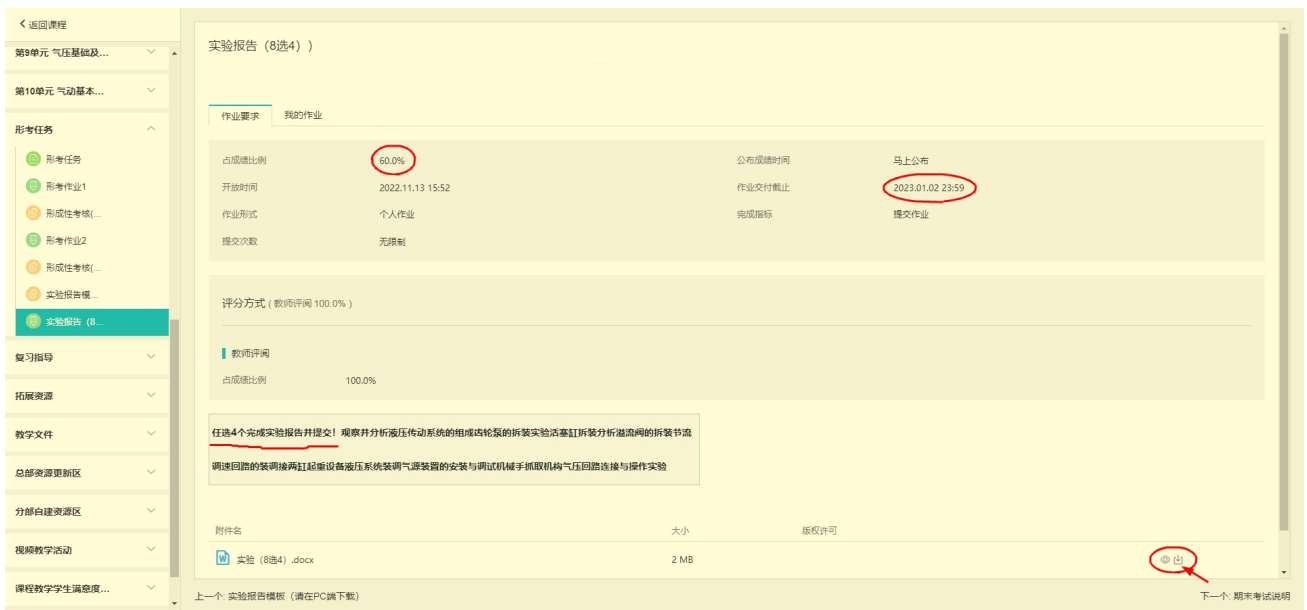 返回课程
第9单元 气压基础及...
第10单元 气动基本...
形考任务
形考任务
形考作业1
形成性考核(...
形考作业2
形成性考核(...
实验报告模...
实验报告（8...
复习指导
拓展资源
教学文件
总部资源更新区
分部自建资源区
视频教学活动
课程教学学生满意度...
实验报告（8选4））
作业要求 我的作业
占成绩比例 60.0% 公布成绩时间 马上公布
开放时间 2022.11.13 15:52 作业交付截止 2023.01.02 23:59
作业形式 个人作业 完成指标 提交作业
提交次数 无限制
评分方式 ( 教师评阅 100.0% )
教师评阅
占成绩比例 100.0%
任选4个完成实验报告并提交！观察并分析液压传动系统的组成齿轮泵的拆装实验活塞缸拆装分析溢流阀的拆装节流
调速回路的装调接两缸起重设备液压系统装调气源装置的安装与调试机械手抓取机构气压回路连接与操作实验
附件名 大小 版权许可
实验（8选4）.docx 2 MB
上一个: 实验报告模板（请在PC端下载） 下一个: 期末考试说明